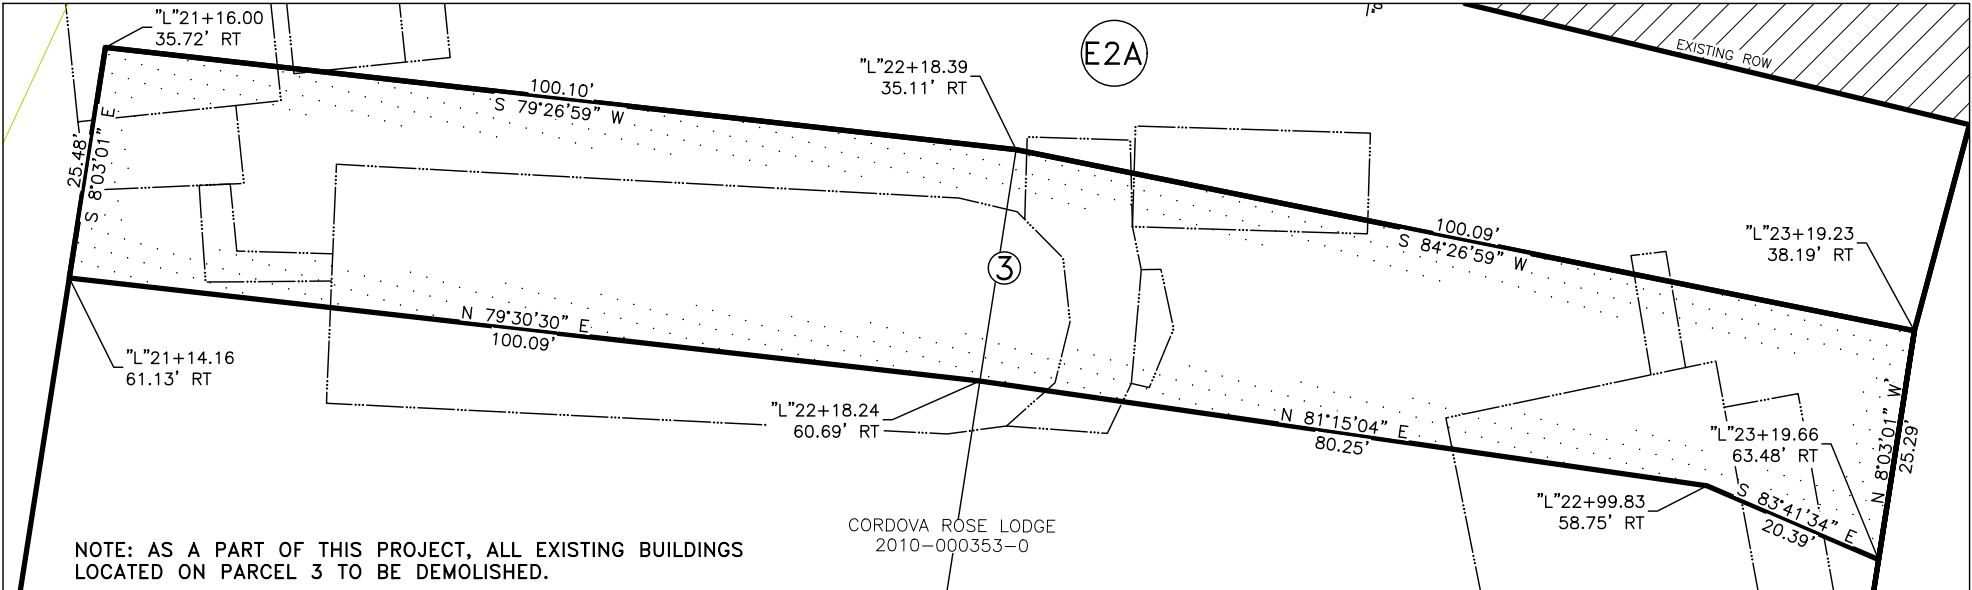 "L"21+16.00
35.72' RT
E2A
EXISTING ROW
"L"22+18.39
35.11' RT
100.10'
S 79°26'59" W
25.48'
S 8°03'01" E
100.09'
S 84°26'59" W
"L"23+19.23
38.19' RT
3
N 79°30'30" E
100.09'
"L"21+14.16
61.13' RT
"L"22+18.24
60.69' RT
N 81°15'04" E
80.25'
"L"23+19.66
63.48' RT
N 8°03'01" W
25.29'
"L"22+99.83
58.75' RT
S 83°41'34" E
20.39'
CORDOVA ROSE LODGE
2010-000353-0
NOTE: AS A PART OF THIS PROJECT, ALL EXISTING BUILDINGS
LOCATED ON PARCEL 3 TO BE DEMOLISHED.